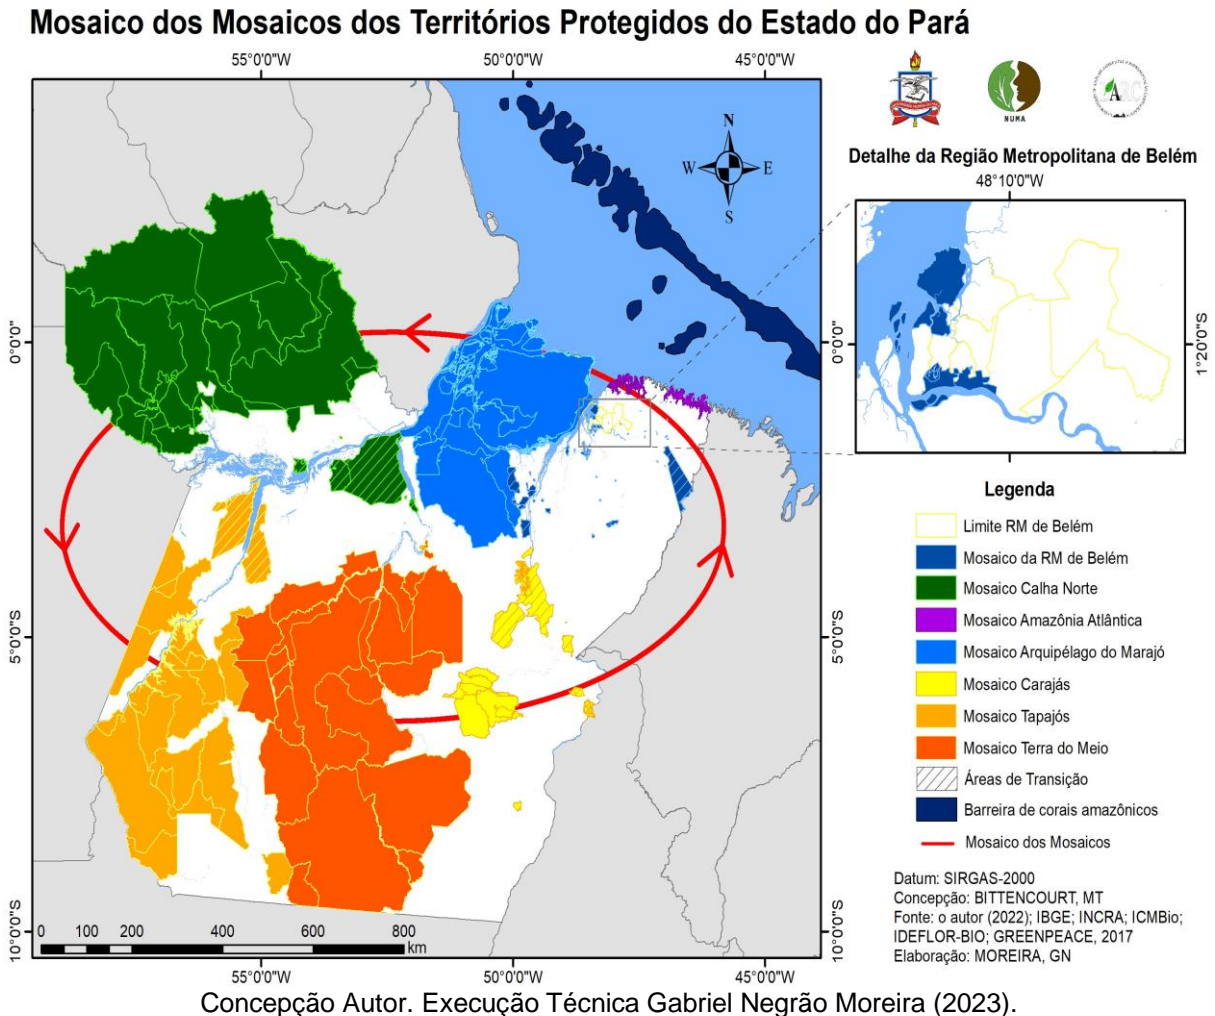 Mosaico dos Mosaicos dos Territórios Protegidos do Estado do Pará
55°0'0"W
50°0'0"W
45°0'0"W
NUMA
ARC
Detalhe da Região Metropolitana de Belém
48°10'0"W
N
W
E
S
0°0'0"
0°0'0"
1°20'0"S
5°0'0"S
5°0'0"S
10°0'0"S
10°0'0"S
Legenda
Limite RM de Belém
Mosaico da RM de Belém
Mosaico Calha Norte
Mosaico Amazônia Atlântica
Mosaico Arquipélago do Marajó
Mosaico Carajás
Mosaico Tapajós
Mosaico Terra do Meio
Áreas de Transição
Barreira de corais amazônicos
Mosaico dos Mosaicos
Datum: SIRGAS-2000
Concepção: BITTENCOURT, MT
Fonte: o autor (2022); IBGE; INCRA; ICMBio;
IDEFLOR-BIO; GREENPEACE, 2017
Elaboração: MOREIRA, GN
0 100 200 400 600 800
km
55°0'0"W
50°0'0"W
45°0'0"W
Concepção Autor. Execução Técnica Gabriel Negrão Moreira (2023).